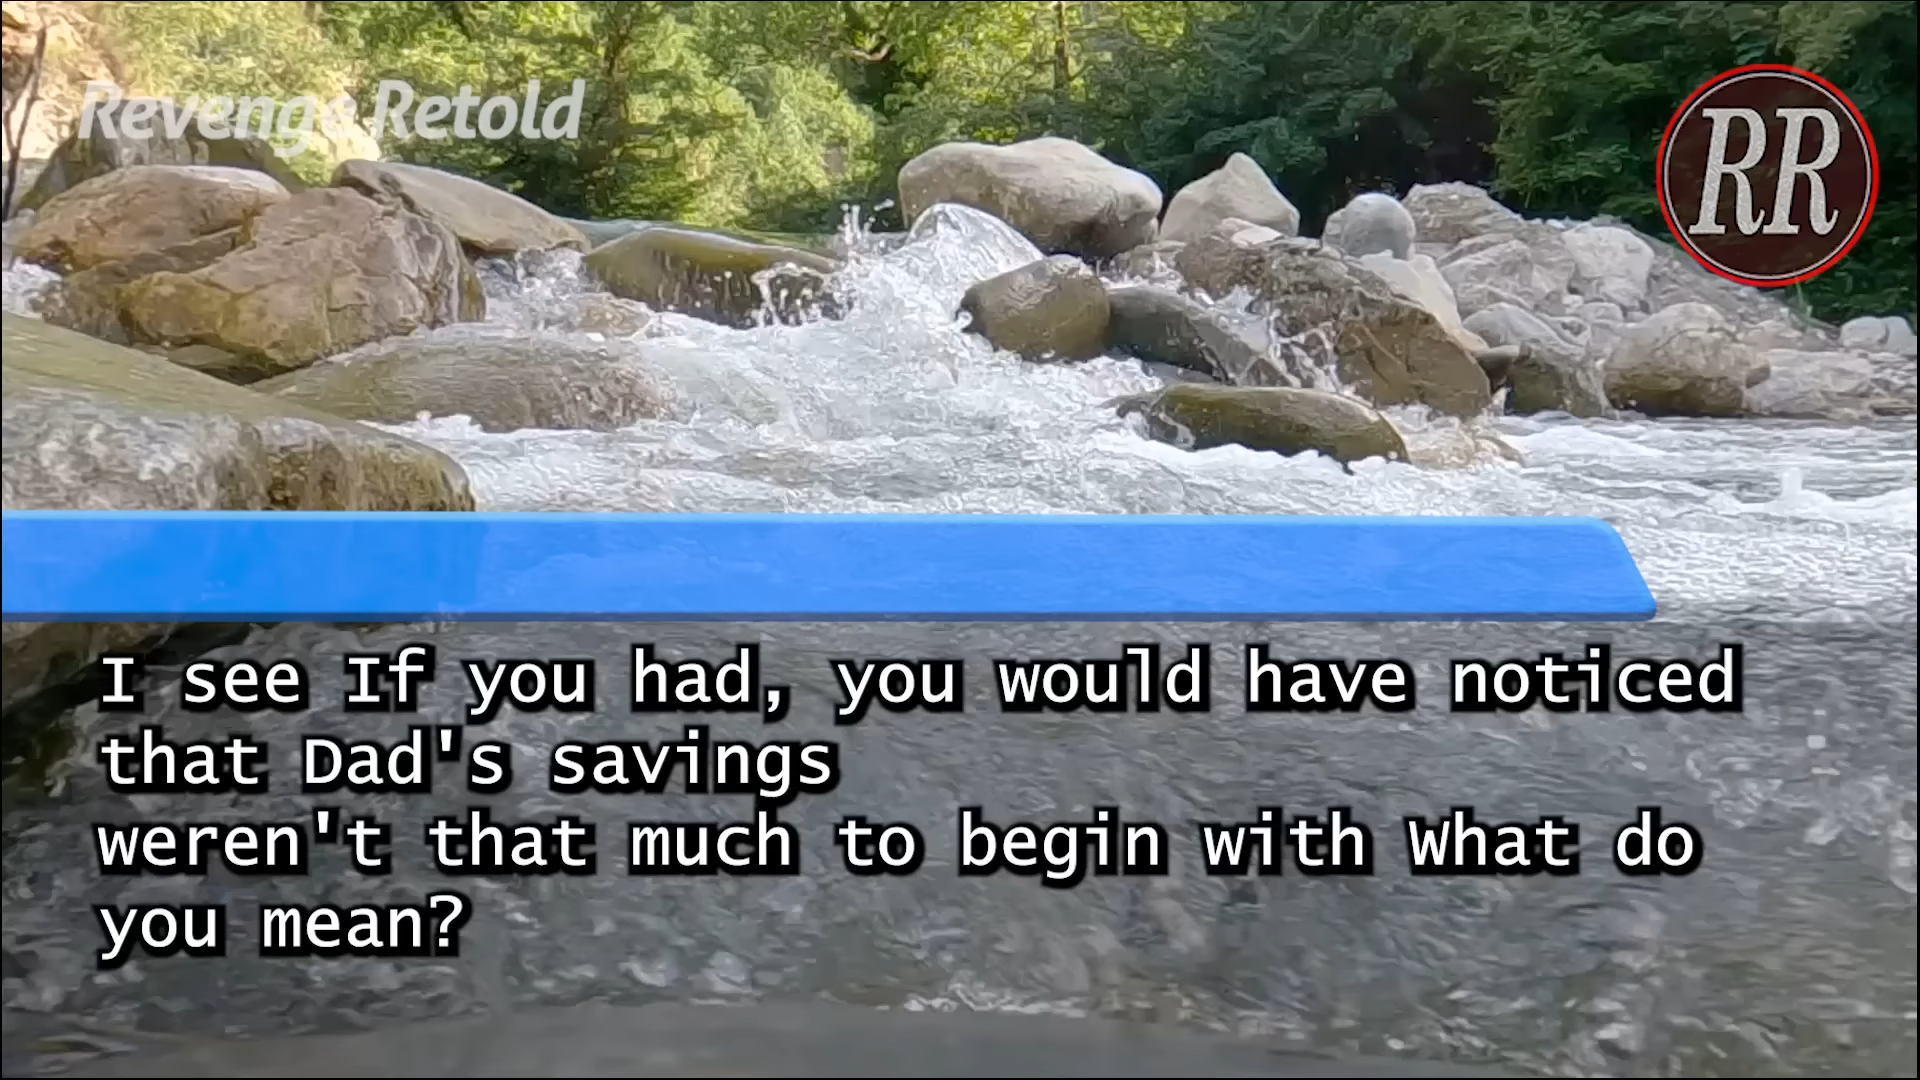 Revenge Retold
RR
I see If you had, you would have noticed
that Dad's savings
weren't that much to begin with What do
you mean?